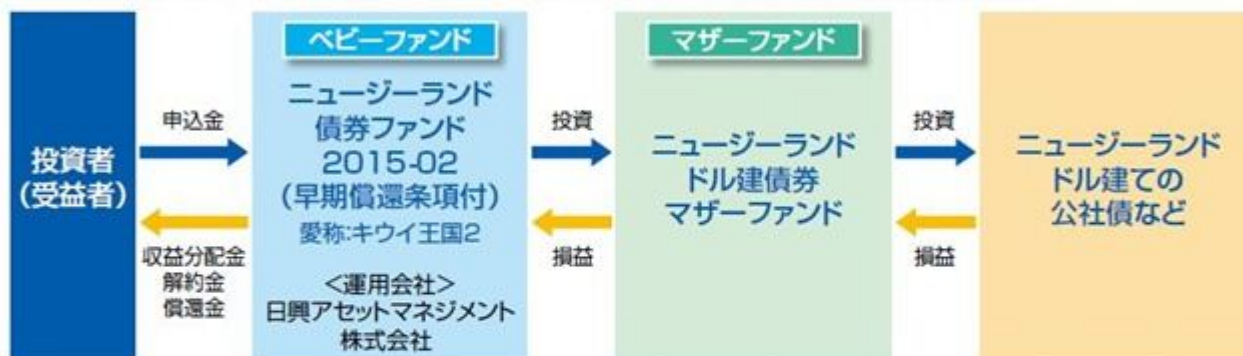 投資者
(受益者)
申込金
収益分配金
解約金
償還金
ベビーファンド
ニュージーランド
債券ファンド
2015-02
(早期償還条項付)
愛称:キウイ王国2
<運用会社>
日興アセットマネジメント
株式会社
投資
損益
マザーファンド
ニュージーランド
ドル建債券
マザーファンド
投資
損益
ニュージーランド
ドル建ての
公社債など